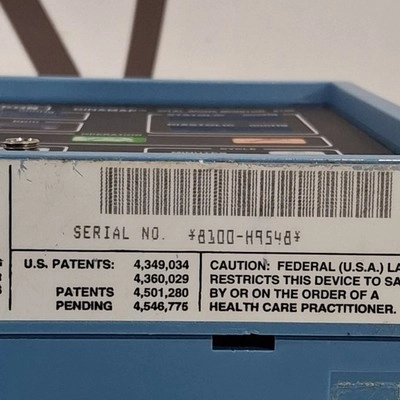 DINAMAP
SERIAL NO. *8100-H9548*
U.S. PATENTS: 4,349,034
4,360,029
PATENTS 4,501,280
PENDING 4,546,775
CAUTION: FEDERAL (U.S.A.) LA
RESTRICTS THIS DEVICE TO SA
BY OR ON THE ORDER OF A
HEALTH CARE PRACTITIONER.